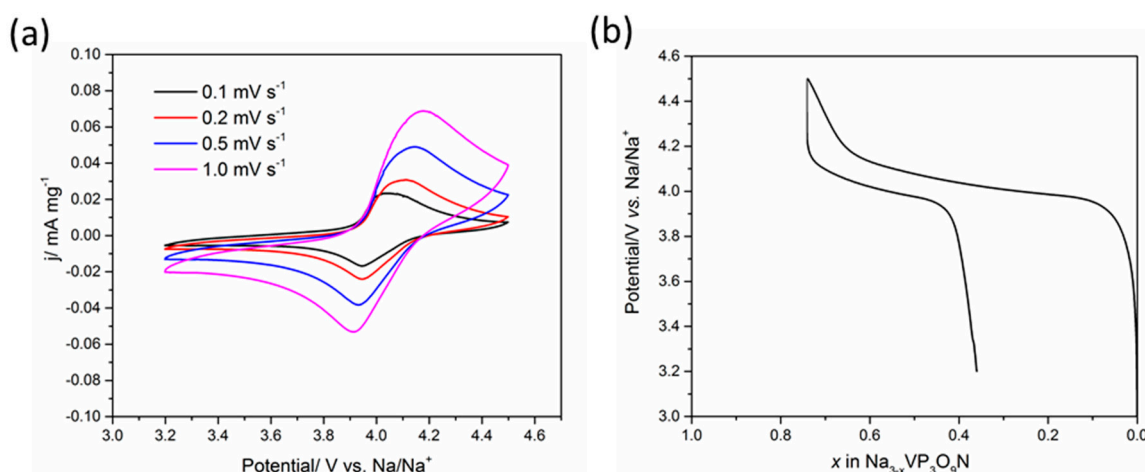 (a)
0.10
0.08
0.06
0.04
0.02
0.00
-0.02
-0.04
-0.06
-0.08
-0.10
j/ mA mg⁻¹
0.1 mV s⁻¹
0.2 mV s⁻¹
0.5 mV s⁻¹
1.0 mV s⁻¹
3.0 3.2 3.4 3.6 3.8 4.0 4.2 4.4 4.6
Potential/ V vs. Na/Na⁺
(b)
4.6
4.4
4.2
4.0
3.8
3.6
3.4
3.2
3.0
Potential/V vs. Na/Na⁺
1.0 0.8 0.6 0.4 0.2 0.0
x in Na₃₋ₓVP₃O₉N